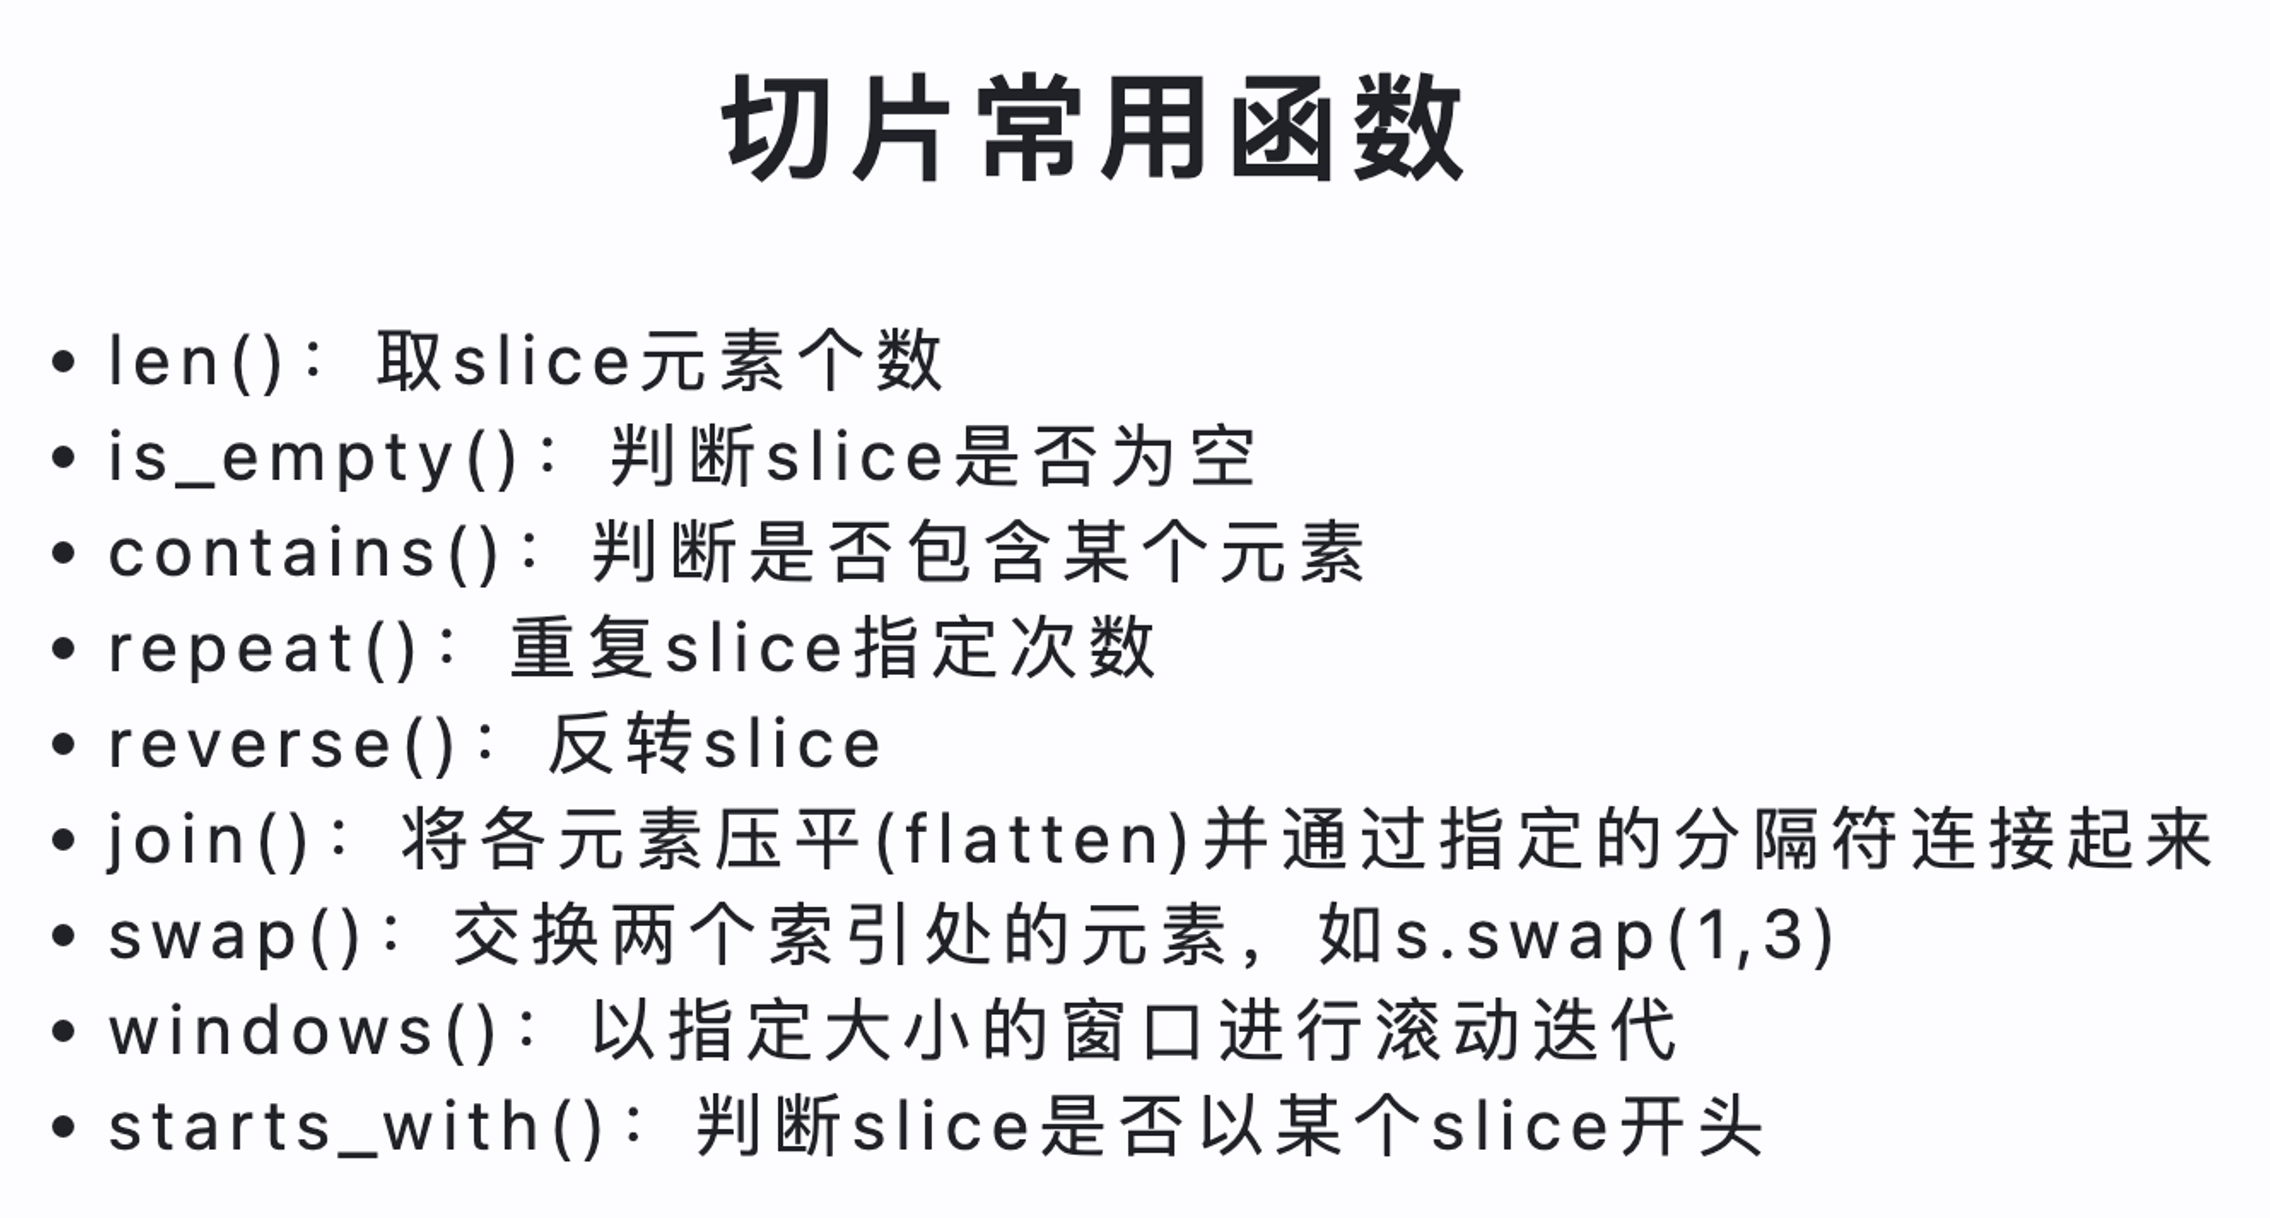 切片常用函数
• len()：取slice元素个数
• is_empty()：判断slice是否为空
• contains()：判断是否包含某个元素
• repeat()：重复slice指定次数
• reverse()：反转slice
• join()：将各元素压平(flatten)并通过指定的分隔符连接起来
• swap()：交换两个索引处的元素，如s.swap(1,3)
• windows()：以指定大小的窗口进行滚动迭代
• starts_with()：判断slice是否以某个slice开头